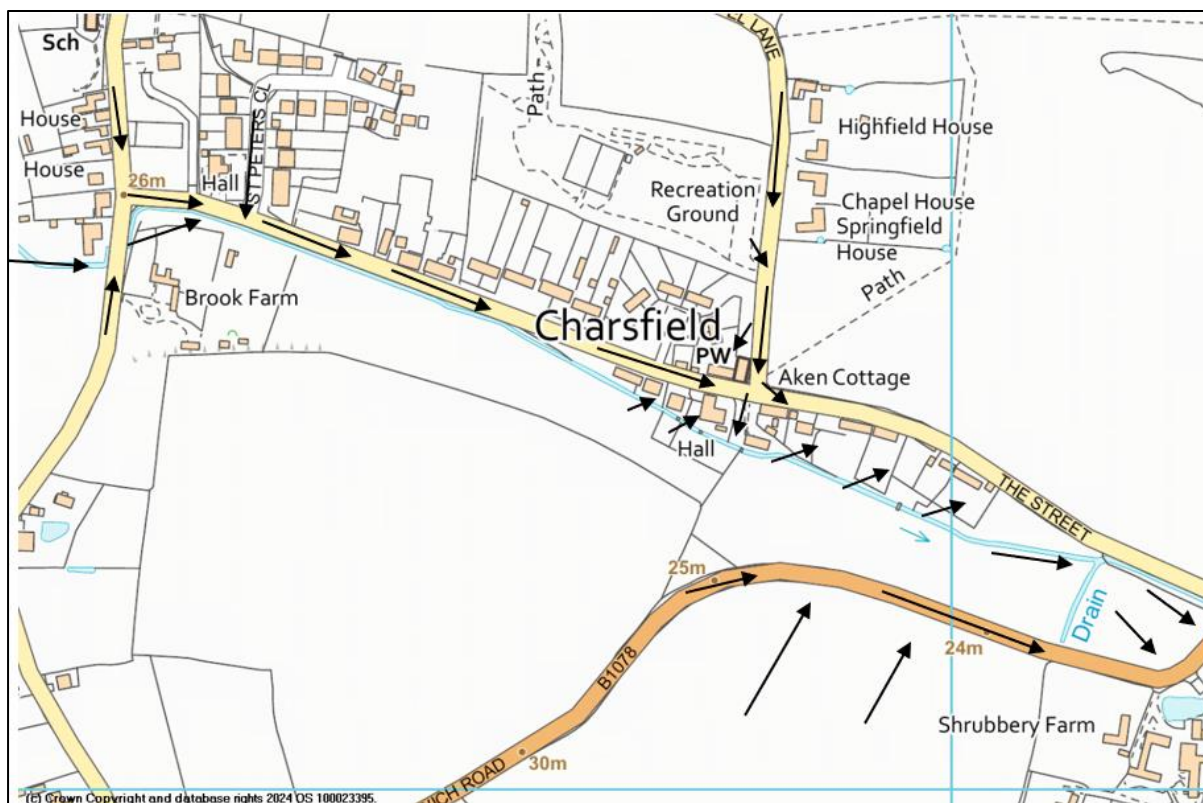 Sch
EL LANE
House
House
26m
Hall
ST PETERS CL
Path
Recreation
Ground
Highfield House
Chapel House
Springfield
House
Path
Brook Farm
Charsfield
PW
Aken Cottage
Hall
THE STREET
25m
Drain
24m
B1078
Shrubbery Farm
30m
WICH ROAD
(c) Crown Copyright and database rights 2024 OS 100023395.